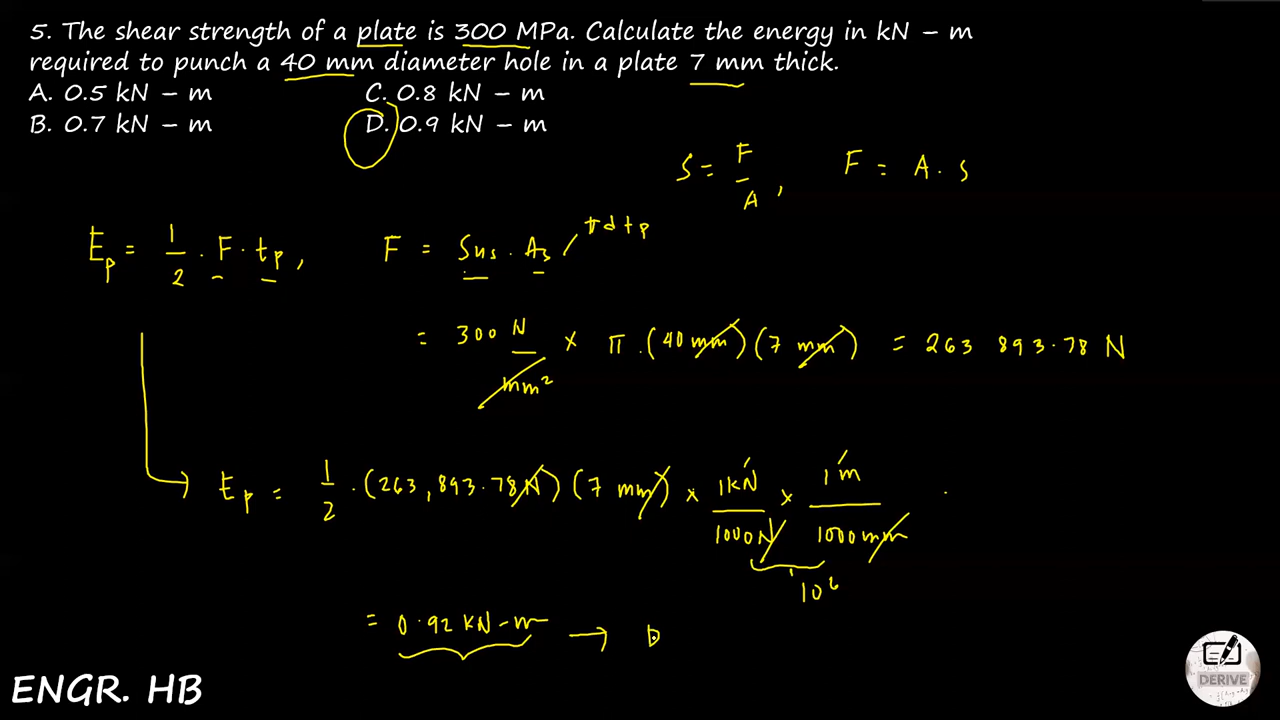 5. The shear strength of a plate is 300 MPa. Calculate the energy in kN – m
required to punch a 40 mm diameter hole in a plate 7 mm thick.
A. 0.5 kN – m C. 0.8 kN – m
B. 0.7 kN – m D. 0.9 kN – m
S = F/A, F = A · S
Ep = 1/2 · F · tp, F = Sus · As πdtp
= 300 N/mm² × π · (40 mm)(7 mm) = 263 893.78 N
Ep = 1/2 · (263,893.78N)(7 mm) × 1kN/1000N × 1m/1000mm
10⁶
= 0.92 kN-m → D
ENGR. HB
DERIVE